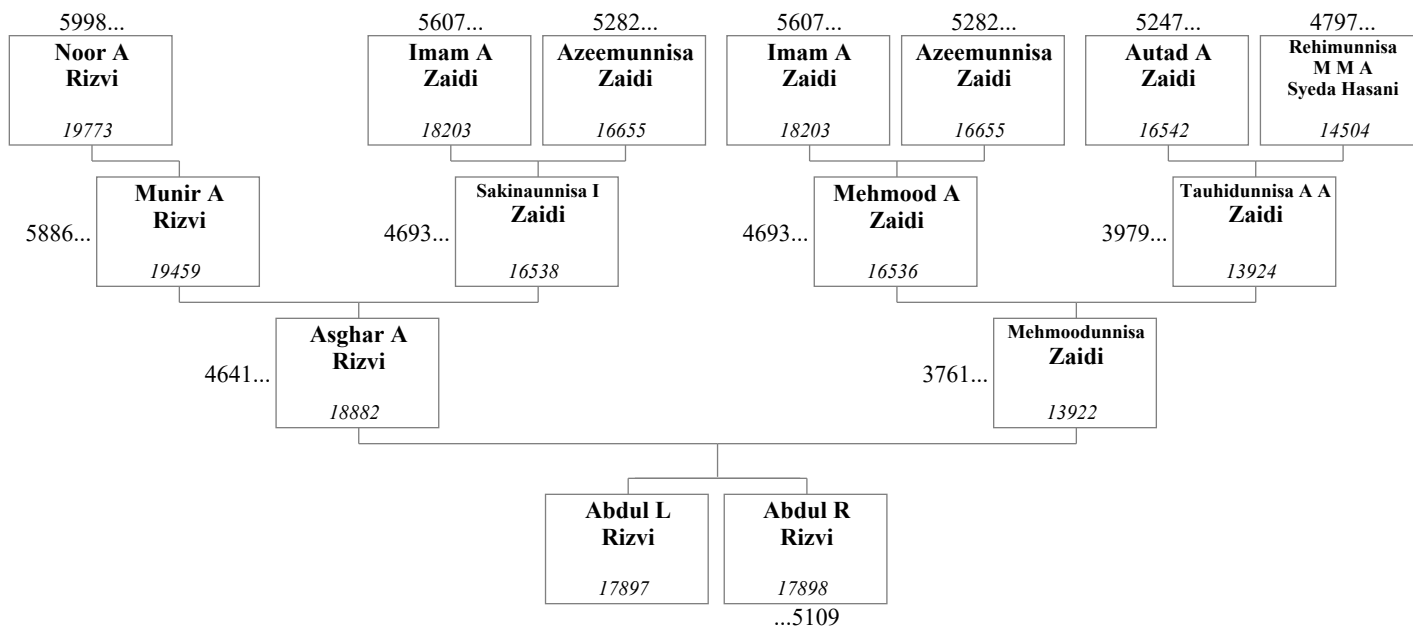 5998...
5607...
5282...
5607...
5282...
5247...
4797...
Noor A
Rizvi
19773
Imam A
Zaidi
18203
Azeemunnisa
Zaidi
16655
Imam A
Zaidi
18203
Azeemunnisa
Zaidi
16655
Autad A
Zaidi
16542
Rehimunnisa
M M A
Syeda Hasani
14504
5886...
Munir A
Rizvi
19459
4693...
Sakinaunnisa I
Zaidi
16538
4693...
Mehmood A
Zaidi
16536
3979...
Tauhidunnisa A A
Zaidi
13924
4641...
Asghar A
Rizvi
18882
3761...
Mehmoodunnisa
Zaidi
13922
Abdul L
Rizvi
17897
Abdul R
Rizvi
17898
...5109